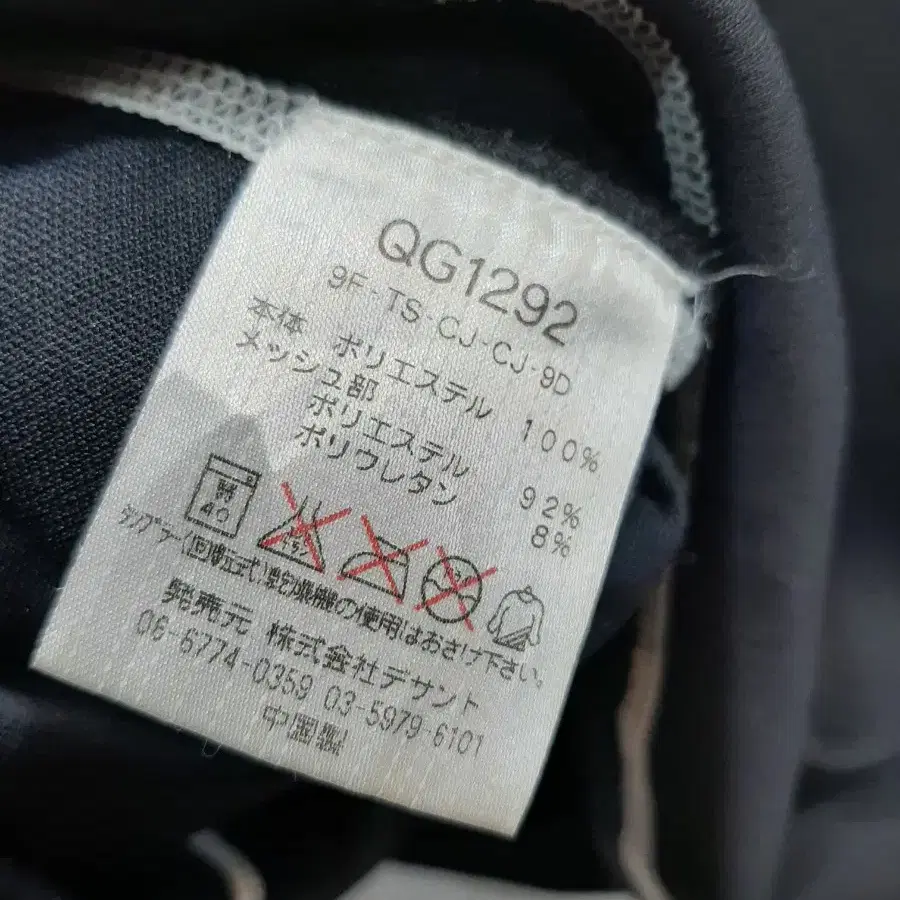 QG1292
9F-TS-CJ-CJ-9D
本体 ポリエステル 100%
メッシュ部
ポリエステル 92%
ポリウレタン 8%
40
タンブラー(回転式)乾燥機の使用はおさけ下さい。
発売元 株式会社デサント
06-6774-0359 03-5979-6101
中国製